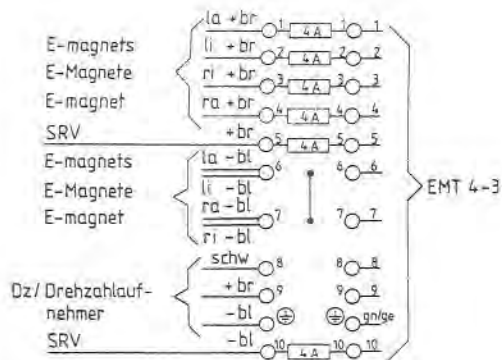 la +br 1 4A 1 1
E-magnets li +br 2 4A 2 2
E-Magnete ri +br 3 4A 3 3
E-magnet ra +br 4 4A 4 4
SRV +br 5 4A 5 5
E-magnets la -bl 6 6 6
E-Magnete li -bl EMT 4-3
E-magnet ra -bl 7 7 7
ri -bl
schw 8 8 8
Dz/Drehzahlauf- +br 9 9 9
nehmer -bl gn/ge
SRV -bl 10 4A 10 10